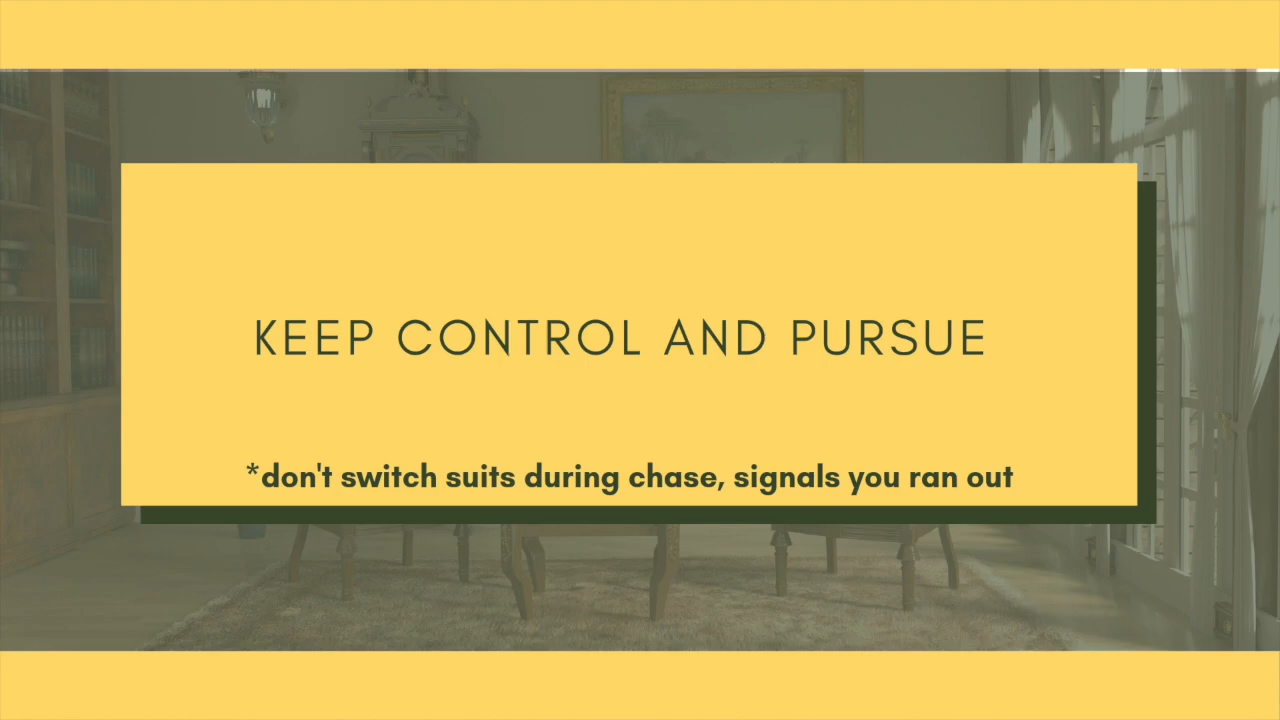 KEEP CONTROL AND PURSUE
*don't switch suits during chase, signals you ran out